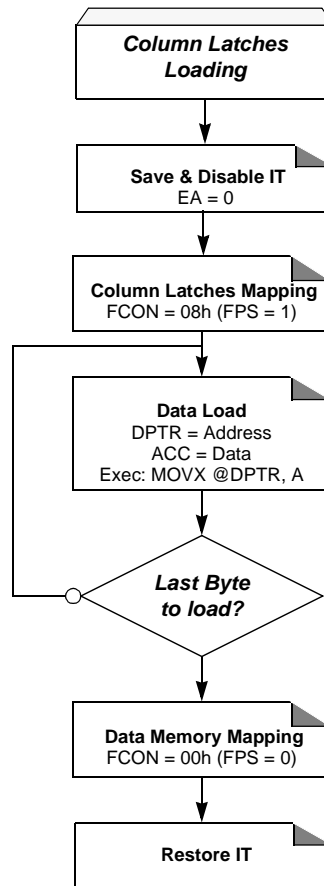 Column Latches
Loading
Save & Disable IT
EA = 0
Column Latches Mapping
FCON = 08h (FPS = 1)
Data Load
DPTR = Address
ACC = Data
Exec: MOVX @DPTR, A
Last Byte
to load?
Data Memory Mapping
FCON = 00h (FPS = 0)
Restore IT